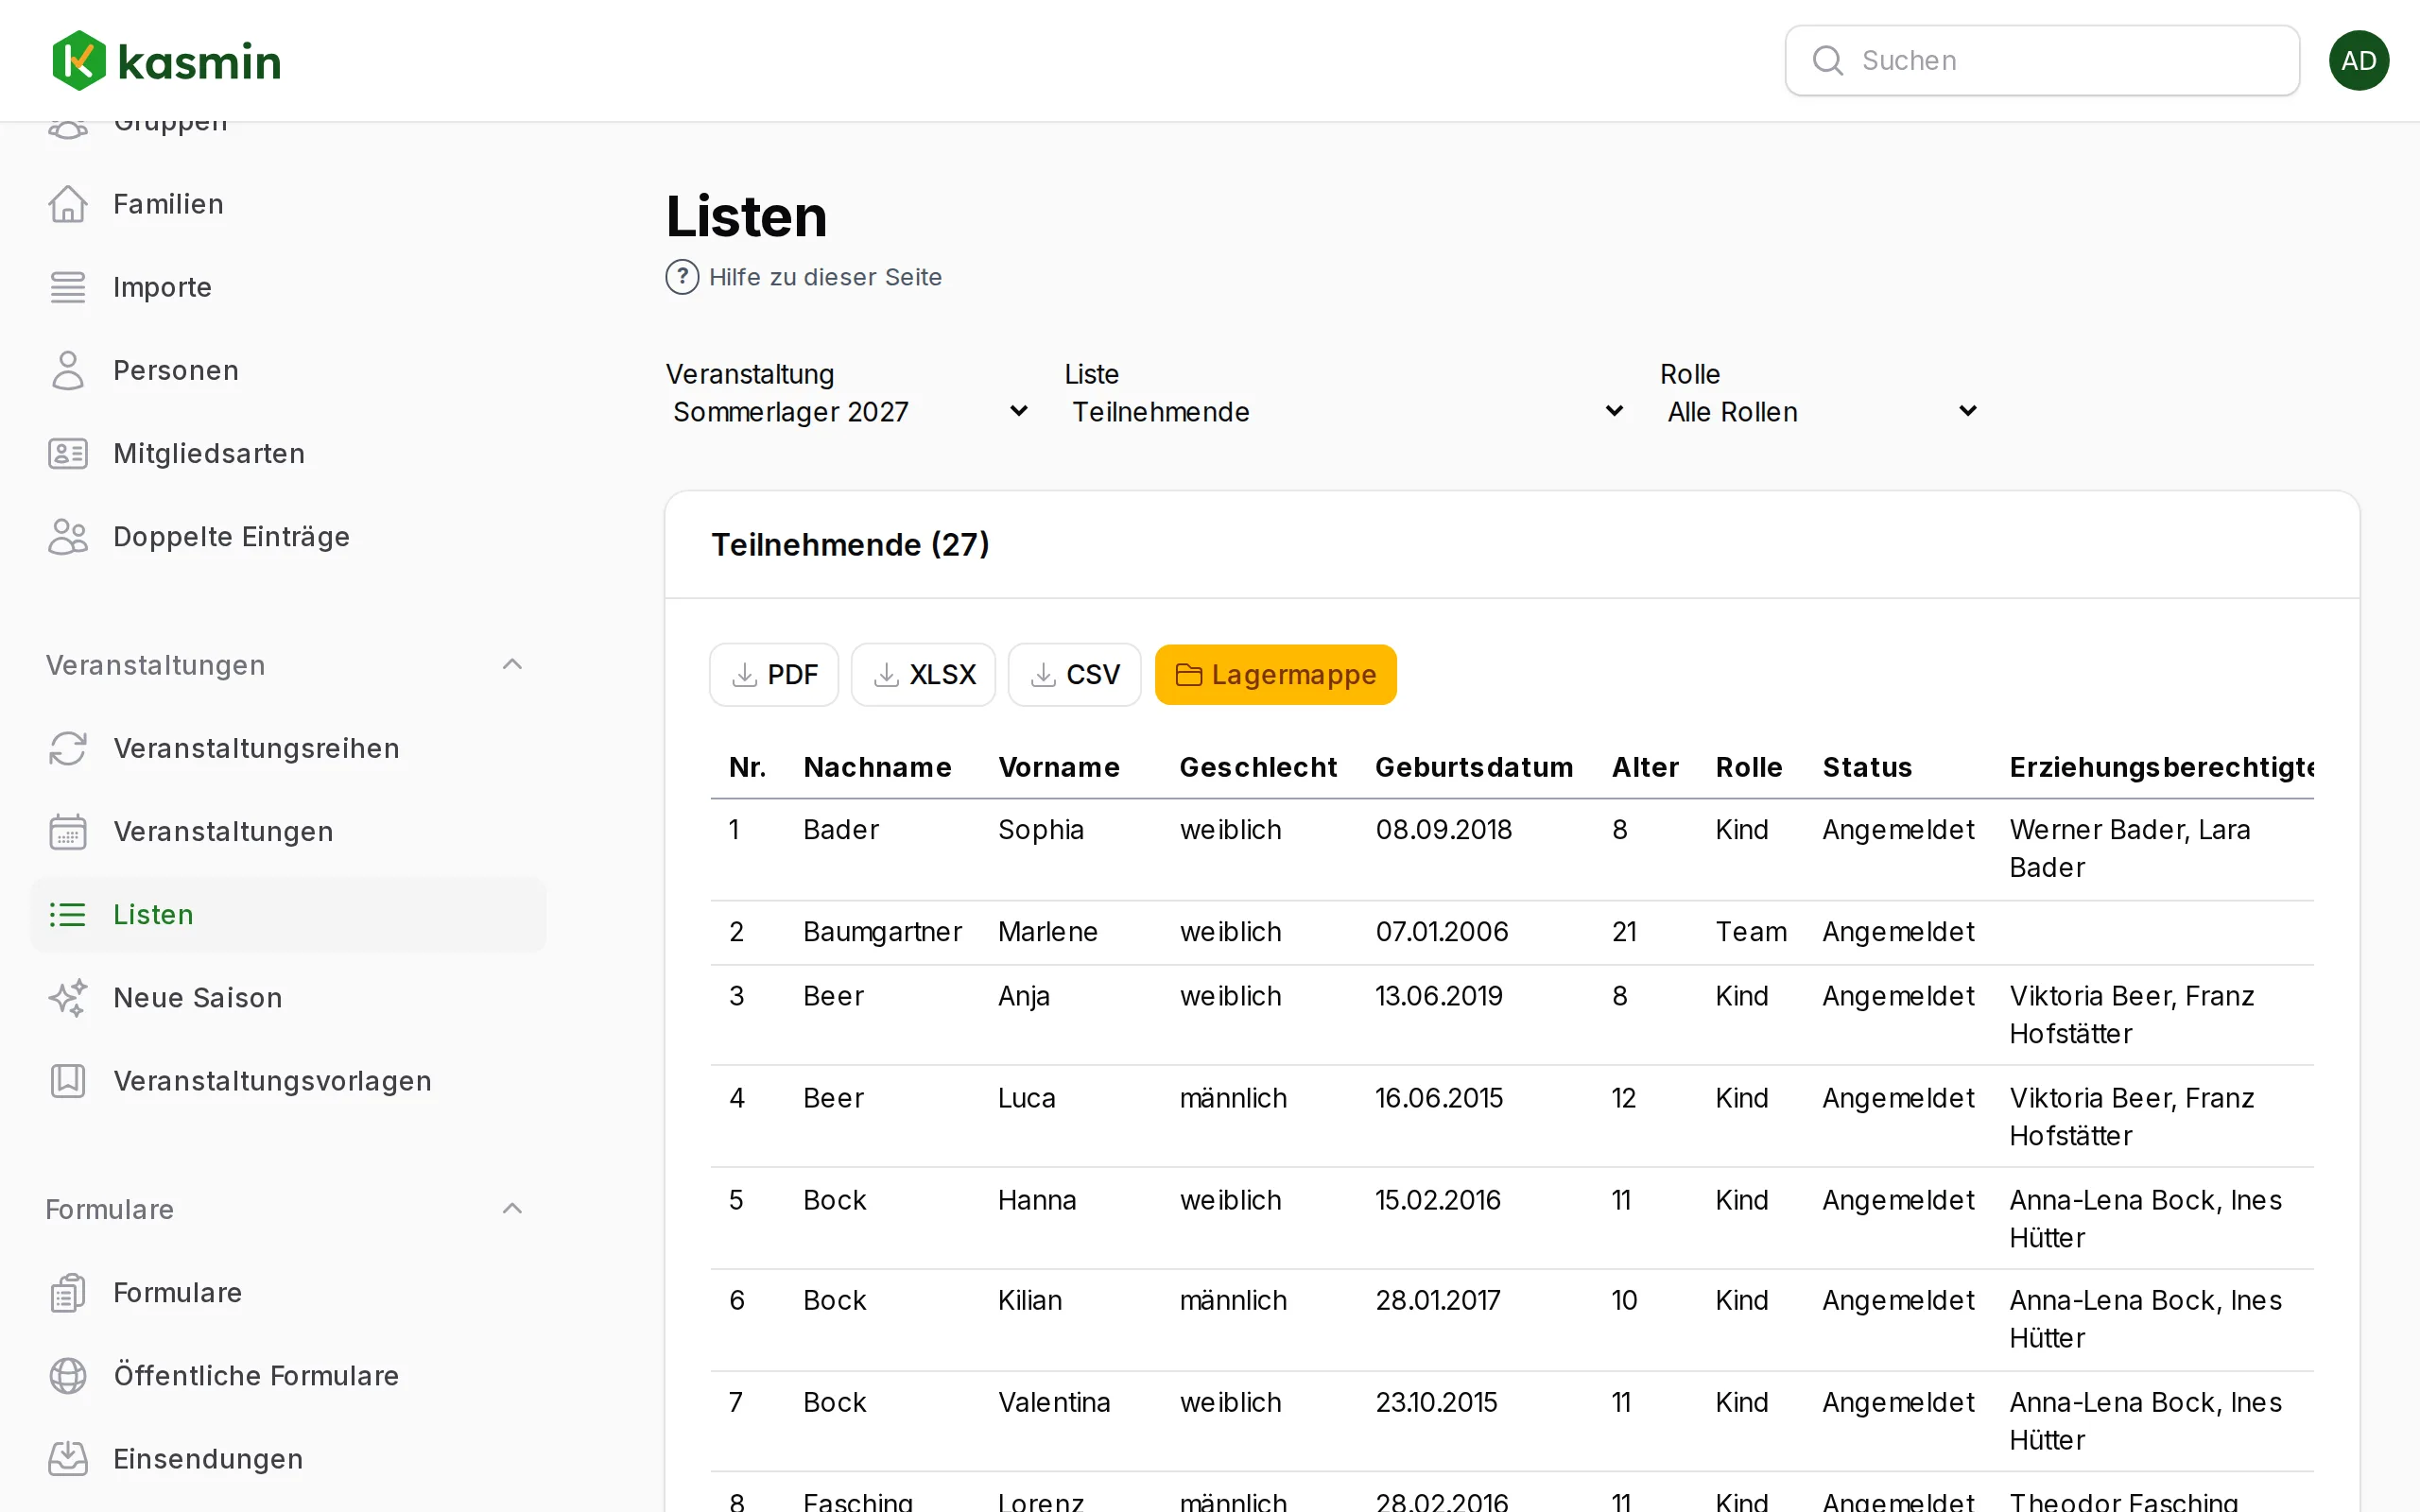 kasmin
Suchen
AD
Gruppen
Familien
Importe
Personen
Mitgliedsarten
Doppelte Einträge
Veranstaltungen
Veranstaltungsreihen
Veranstaltungen
Listen
Neue Saison
Veranstaltungsvorlagen
Formulare
Formulare
Öffentliche Formulare
Einsendungen
Listen
? Hilfe zu dieser Seite
Veranstaltung Liste Rolle
Sommerlager 2027 Teilnehmende Alle Rollen
Teilnehmende (27)
PDF XLSX CSV Lagermappe
Nr. Nachname Vorname Geschlecht Geburtsdatum Alter Rolle Status Erziehungsberechtigte
1 Bader Sophia weiblich 08.09.2018 8 Kind Angemeldet Werner Bader, Lara
Bader
2 Baumgartner Marlene weiblich 07.01.2006 21 Team Angemeldet
3 Beer Anja weiblich 13.06.2019 8 Kind Angemeldet Viktoria Beer, Franz
Hofstätter
4 Beer Luca männlich 16.06.2015 12 Kind Angemeldet Viktoria Beer, Franz
Hofstätter
5 Bock Hanna weiblich 15.02.2016 11 Kind Angemeldet Anna-Lena Bock, Ines
Hütter
6 Bock Kilian männlich 28.01.2017 10 Kind Angemeldet Anna-Lena Bock, Ines
Hütter
7 Bock Valentina weiblich 23.10.2015 11 Kind Angemeldet Anna-Lena Bock, Ines
Hütter
8 Fasching Lorenz männlich 28.02.2016 11 Kind Angemeldet Theodor Fasching